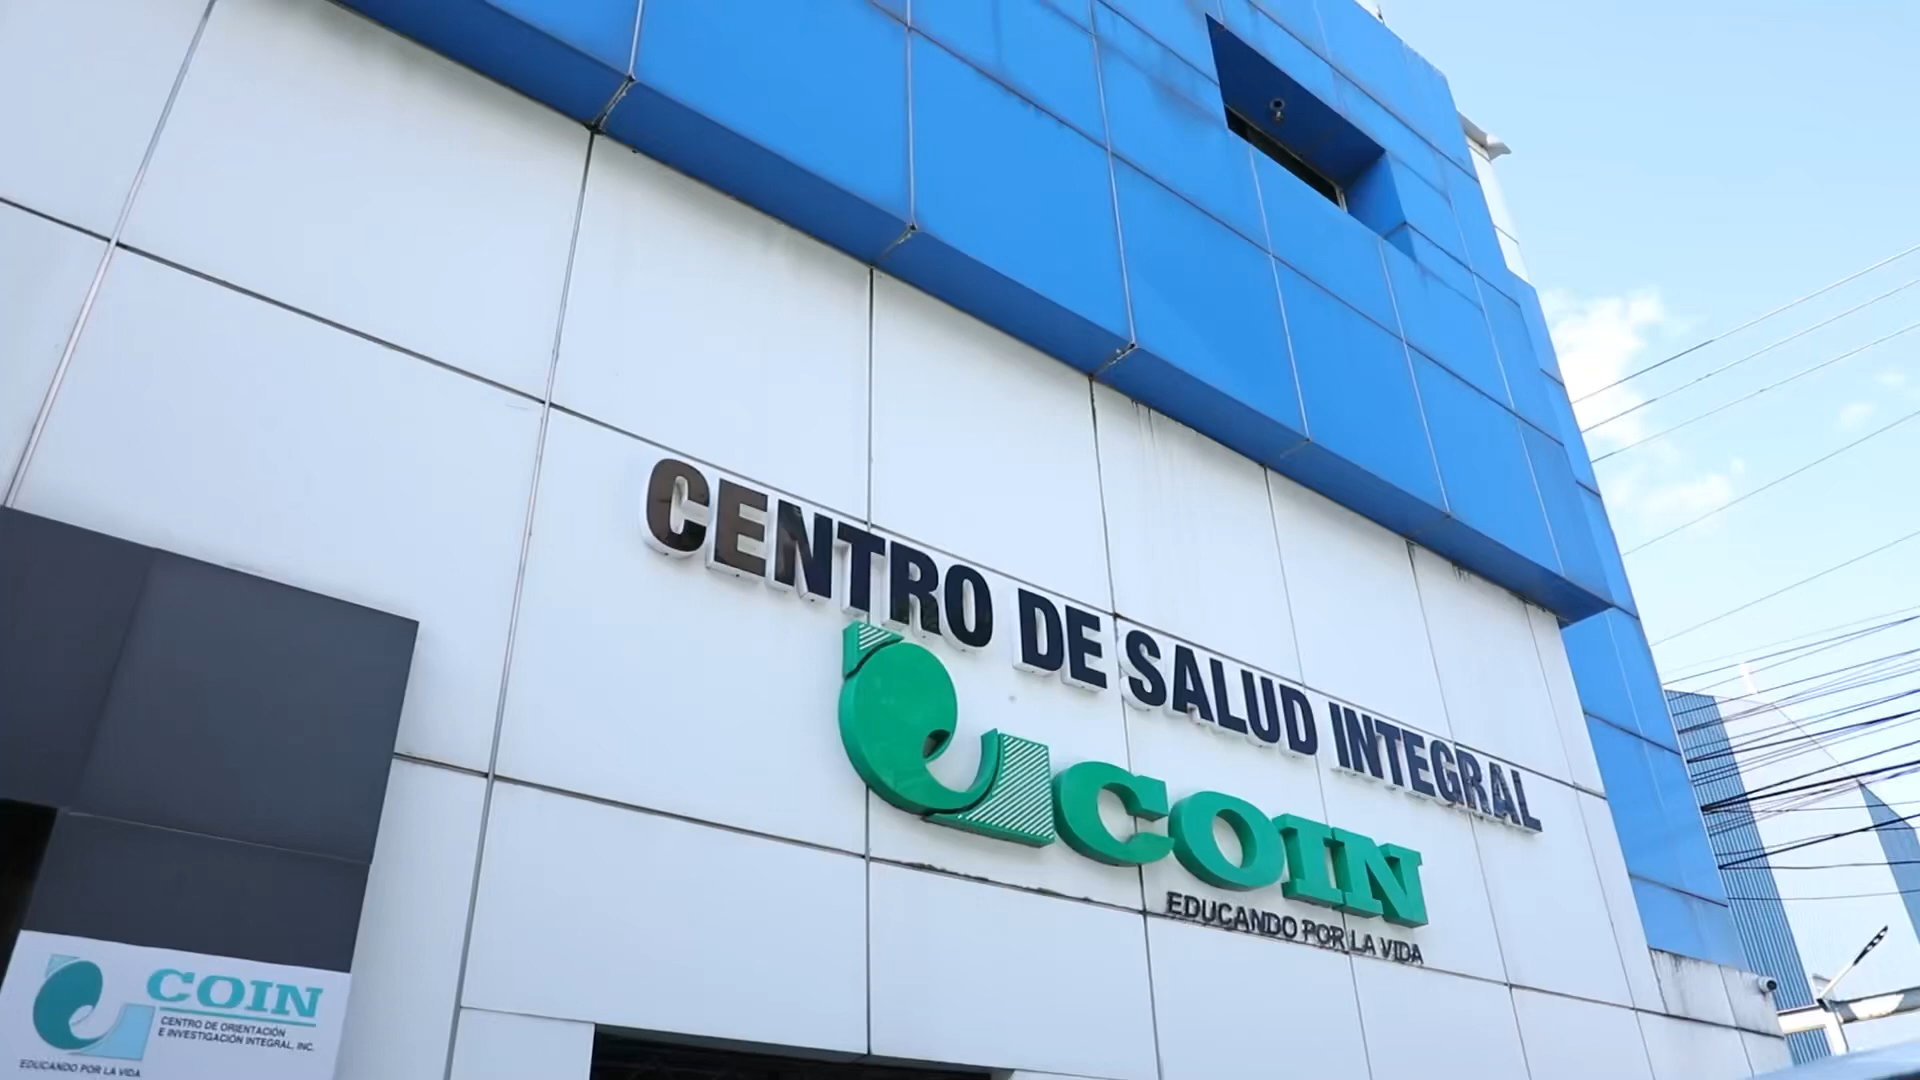 CENTRO DE SALUD INTEGRAL
COIN
EDUCANDO POR LA VIDA
COIN
CENTRO DE ORIENTACIÓN
E INVESTIGACIÓN INTEGRAL, INC.
EDUCANDO POR LA VIDA